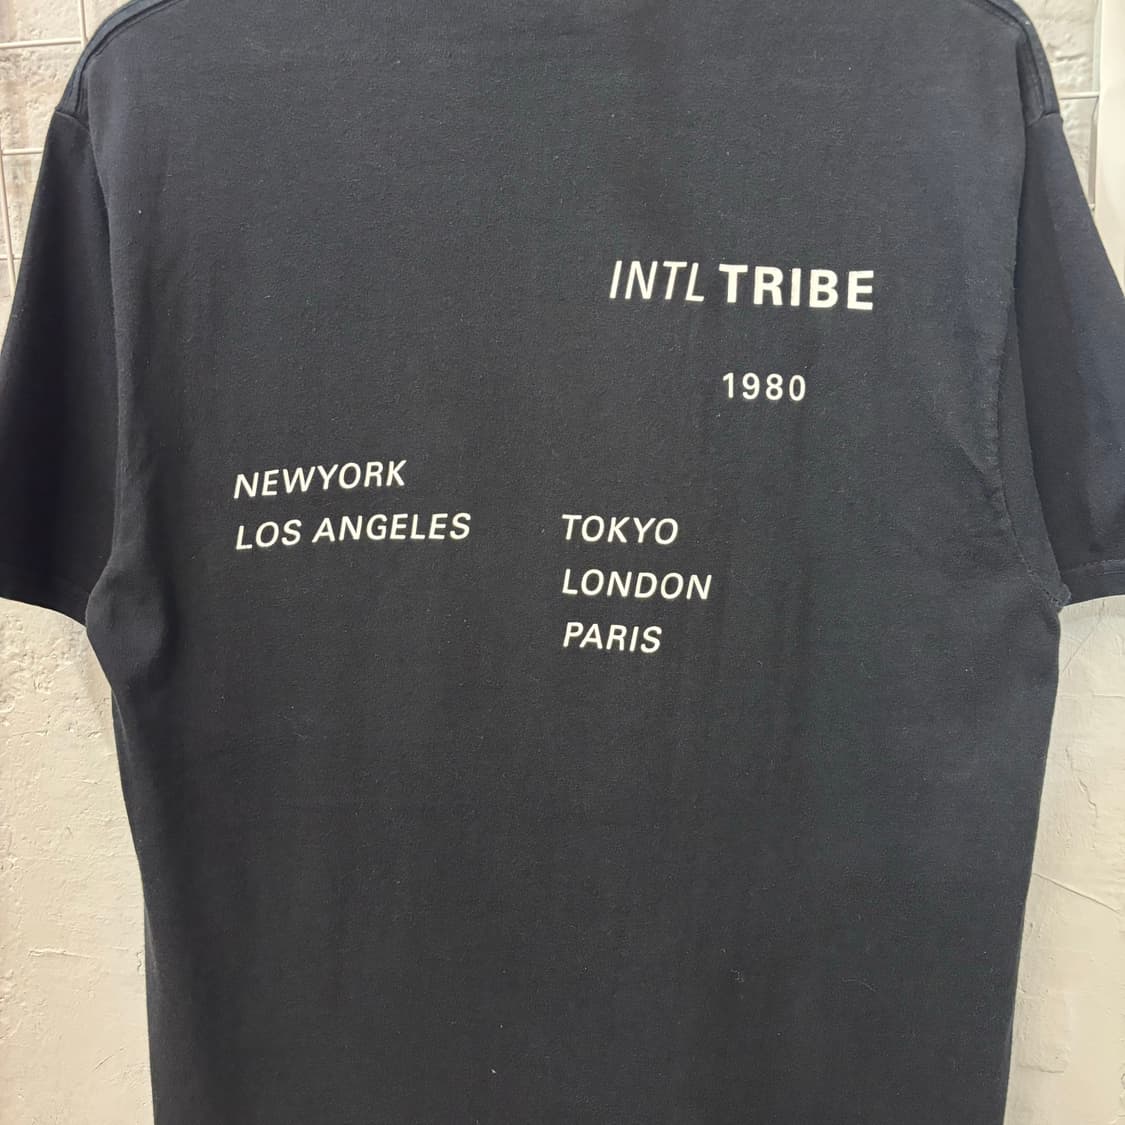 INTL TRIBE
1980
NEWYORK
LOS ANGELES
TOKYO
LONDON
PARIS